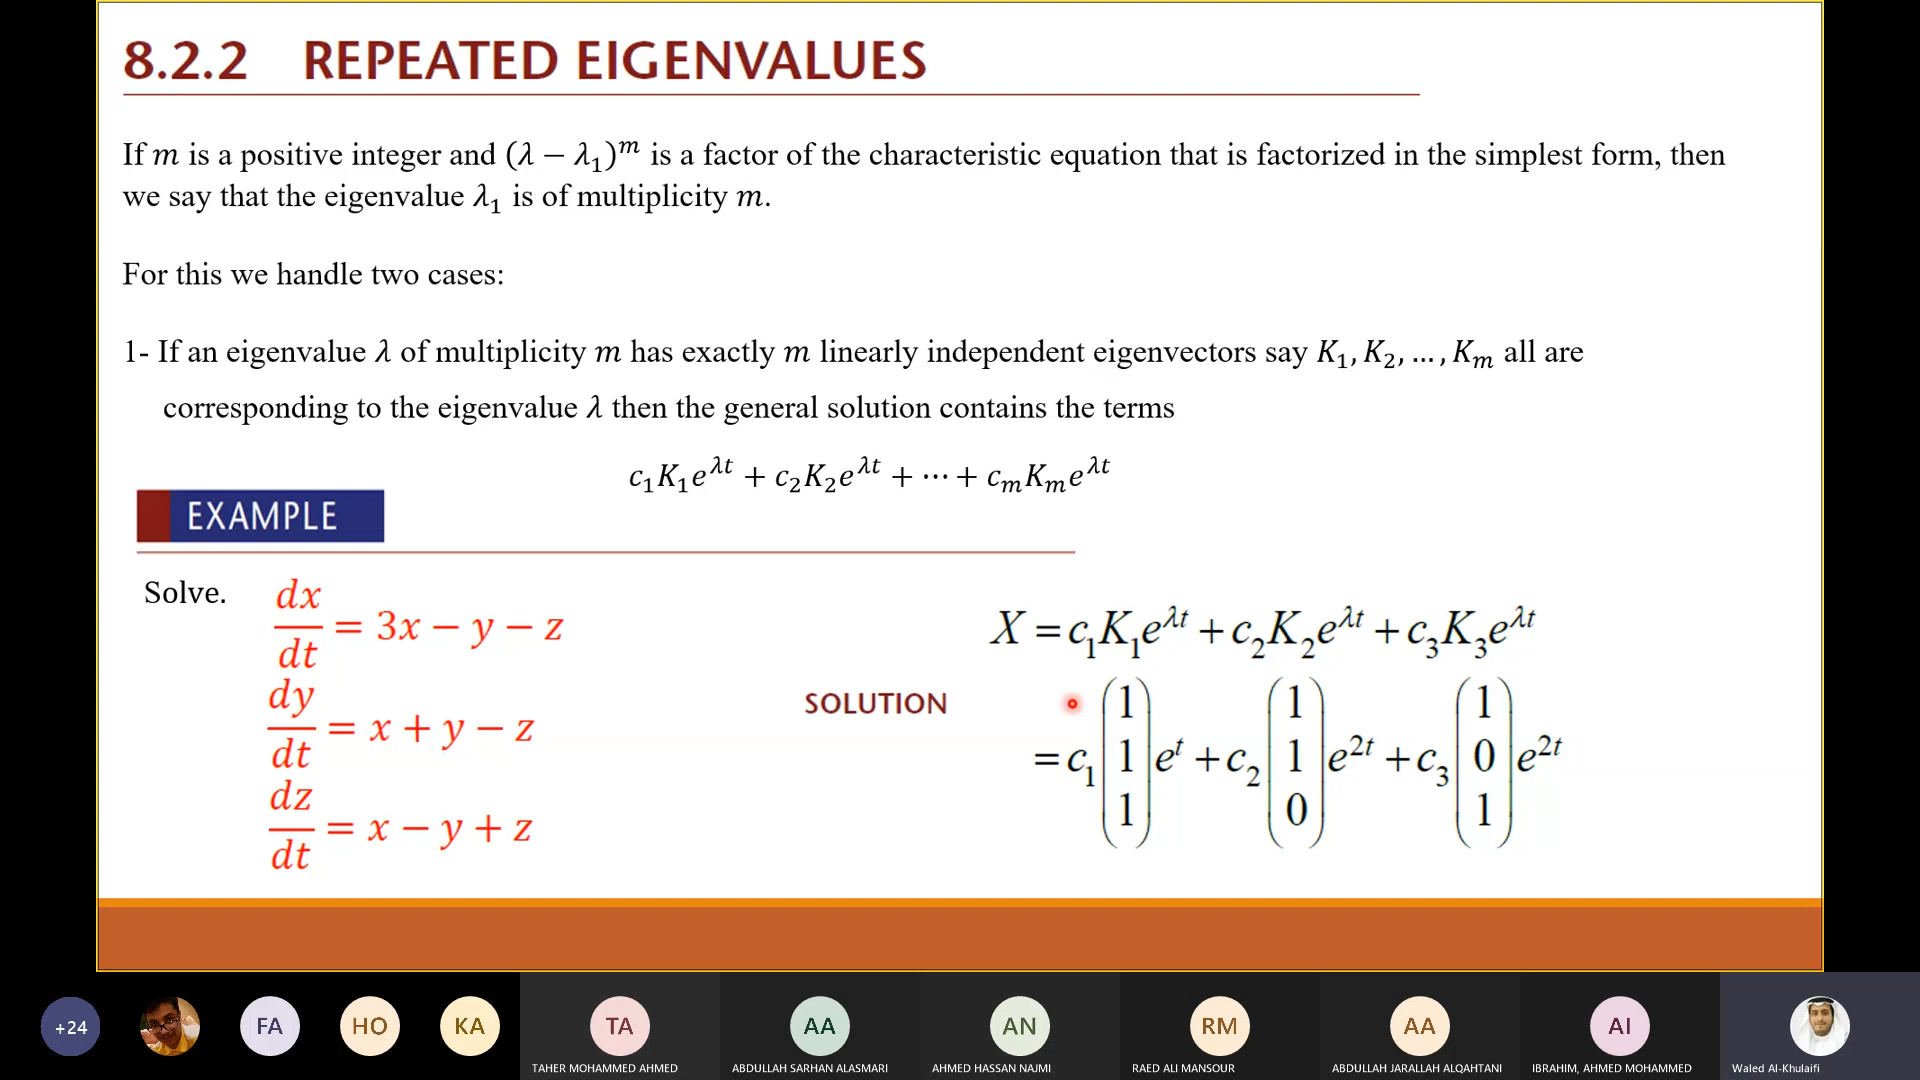 8.2.2 REPEATED EIGENVALUES
If m is a positive integer and (λ − λ₁)ᵐ is a factor of the characteristic equation that is factorized in the simplest form, then
we say that the eigenvalue λ₁ is of multiplicity m.
For this we handle two cases:
1- If an eigenvalue λ of multiplicity m has exactly m linearly independent eigenvectors say K₁, K₂, … , Kₘ all are
corresponding to the eigenvalue λ then the general solution contains the terms
c₁K₁e^{λt} + c₂K₂e^{λt} + ⋯ + cₘKₘe^{λt}
EXAMPLE
Solve.
dx/dt = 3x − y − z
dy/dt = x + y − z
dz/dt = x − y + z
SOLUTION
X = c₁K₁e^{λt} + c₂K₂e^{λt} + c₃K₃e^{λt}
= c₁ (1 1 1) e^{t} + c₂ (1 1 0) e^{2t} + c₃ (1 0 1) e^{2t}
+24 FA HO KA TA AA AN RM AA AI
TAHER MOHAMMED AHMED ABDULLAH SARHAN ALASMARI AHMED HASSAN NAJMI RAED ALI MANSOUR ABDULLAH JARALLAH ALQAHTANI IBRAHIM, AHMED MOHAMMED Waled Al-Khulaifi